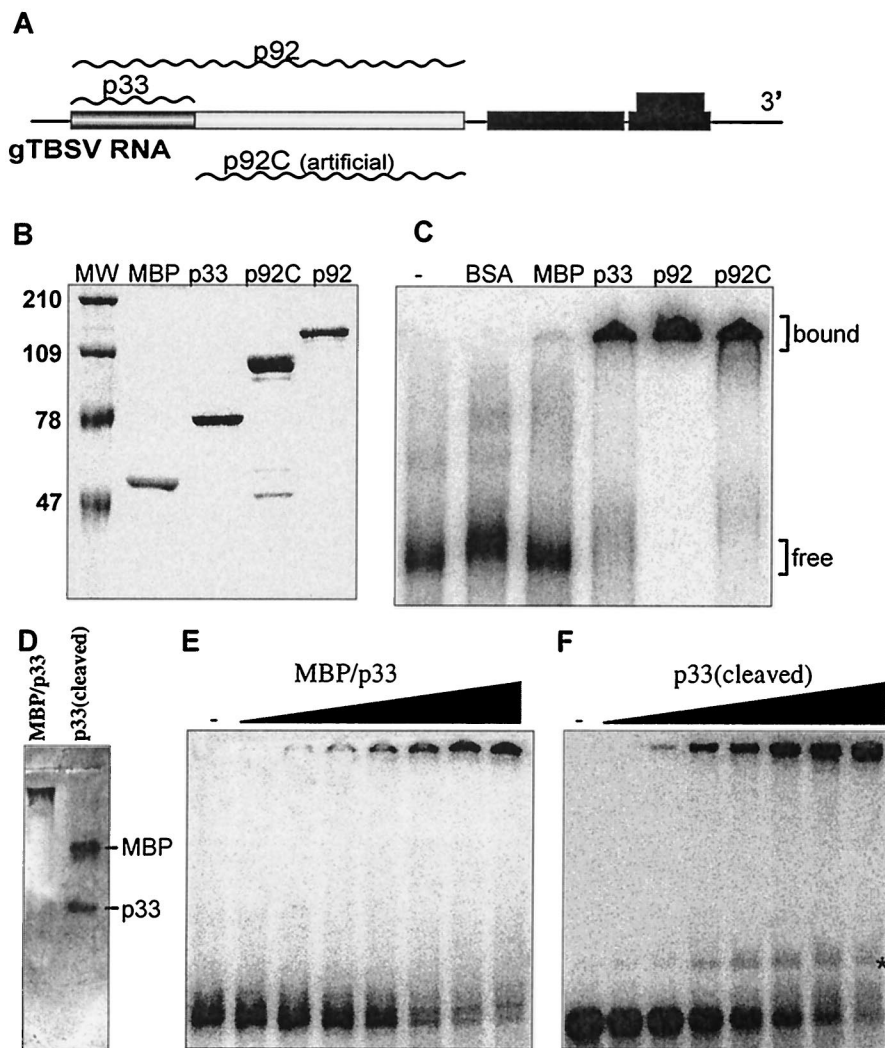 A
p92
p33
3'
gTBSV RNA
p92C (artificial)
B
MW MBP p33 p92C p92
210
109
78
47
C
- BSA MBP p33 p92 p92C
bound
free
D
MBP/p33
p33(cleaved)
MBP
p33
E
MBP/p33
-
F
p33(cleaved)
-
*